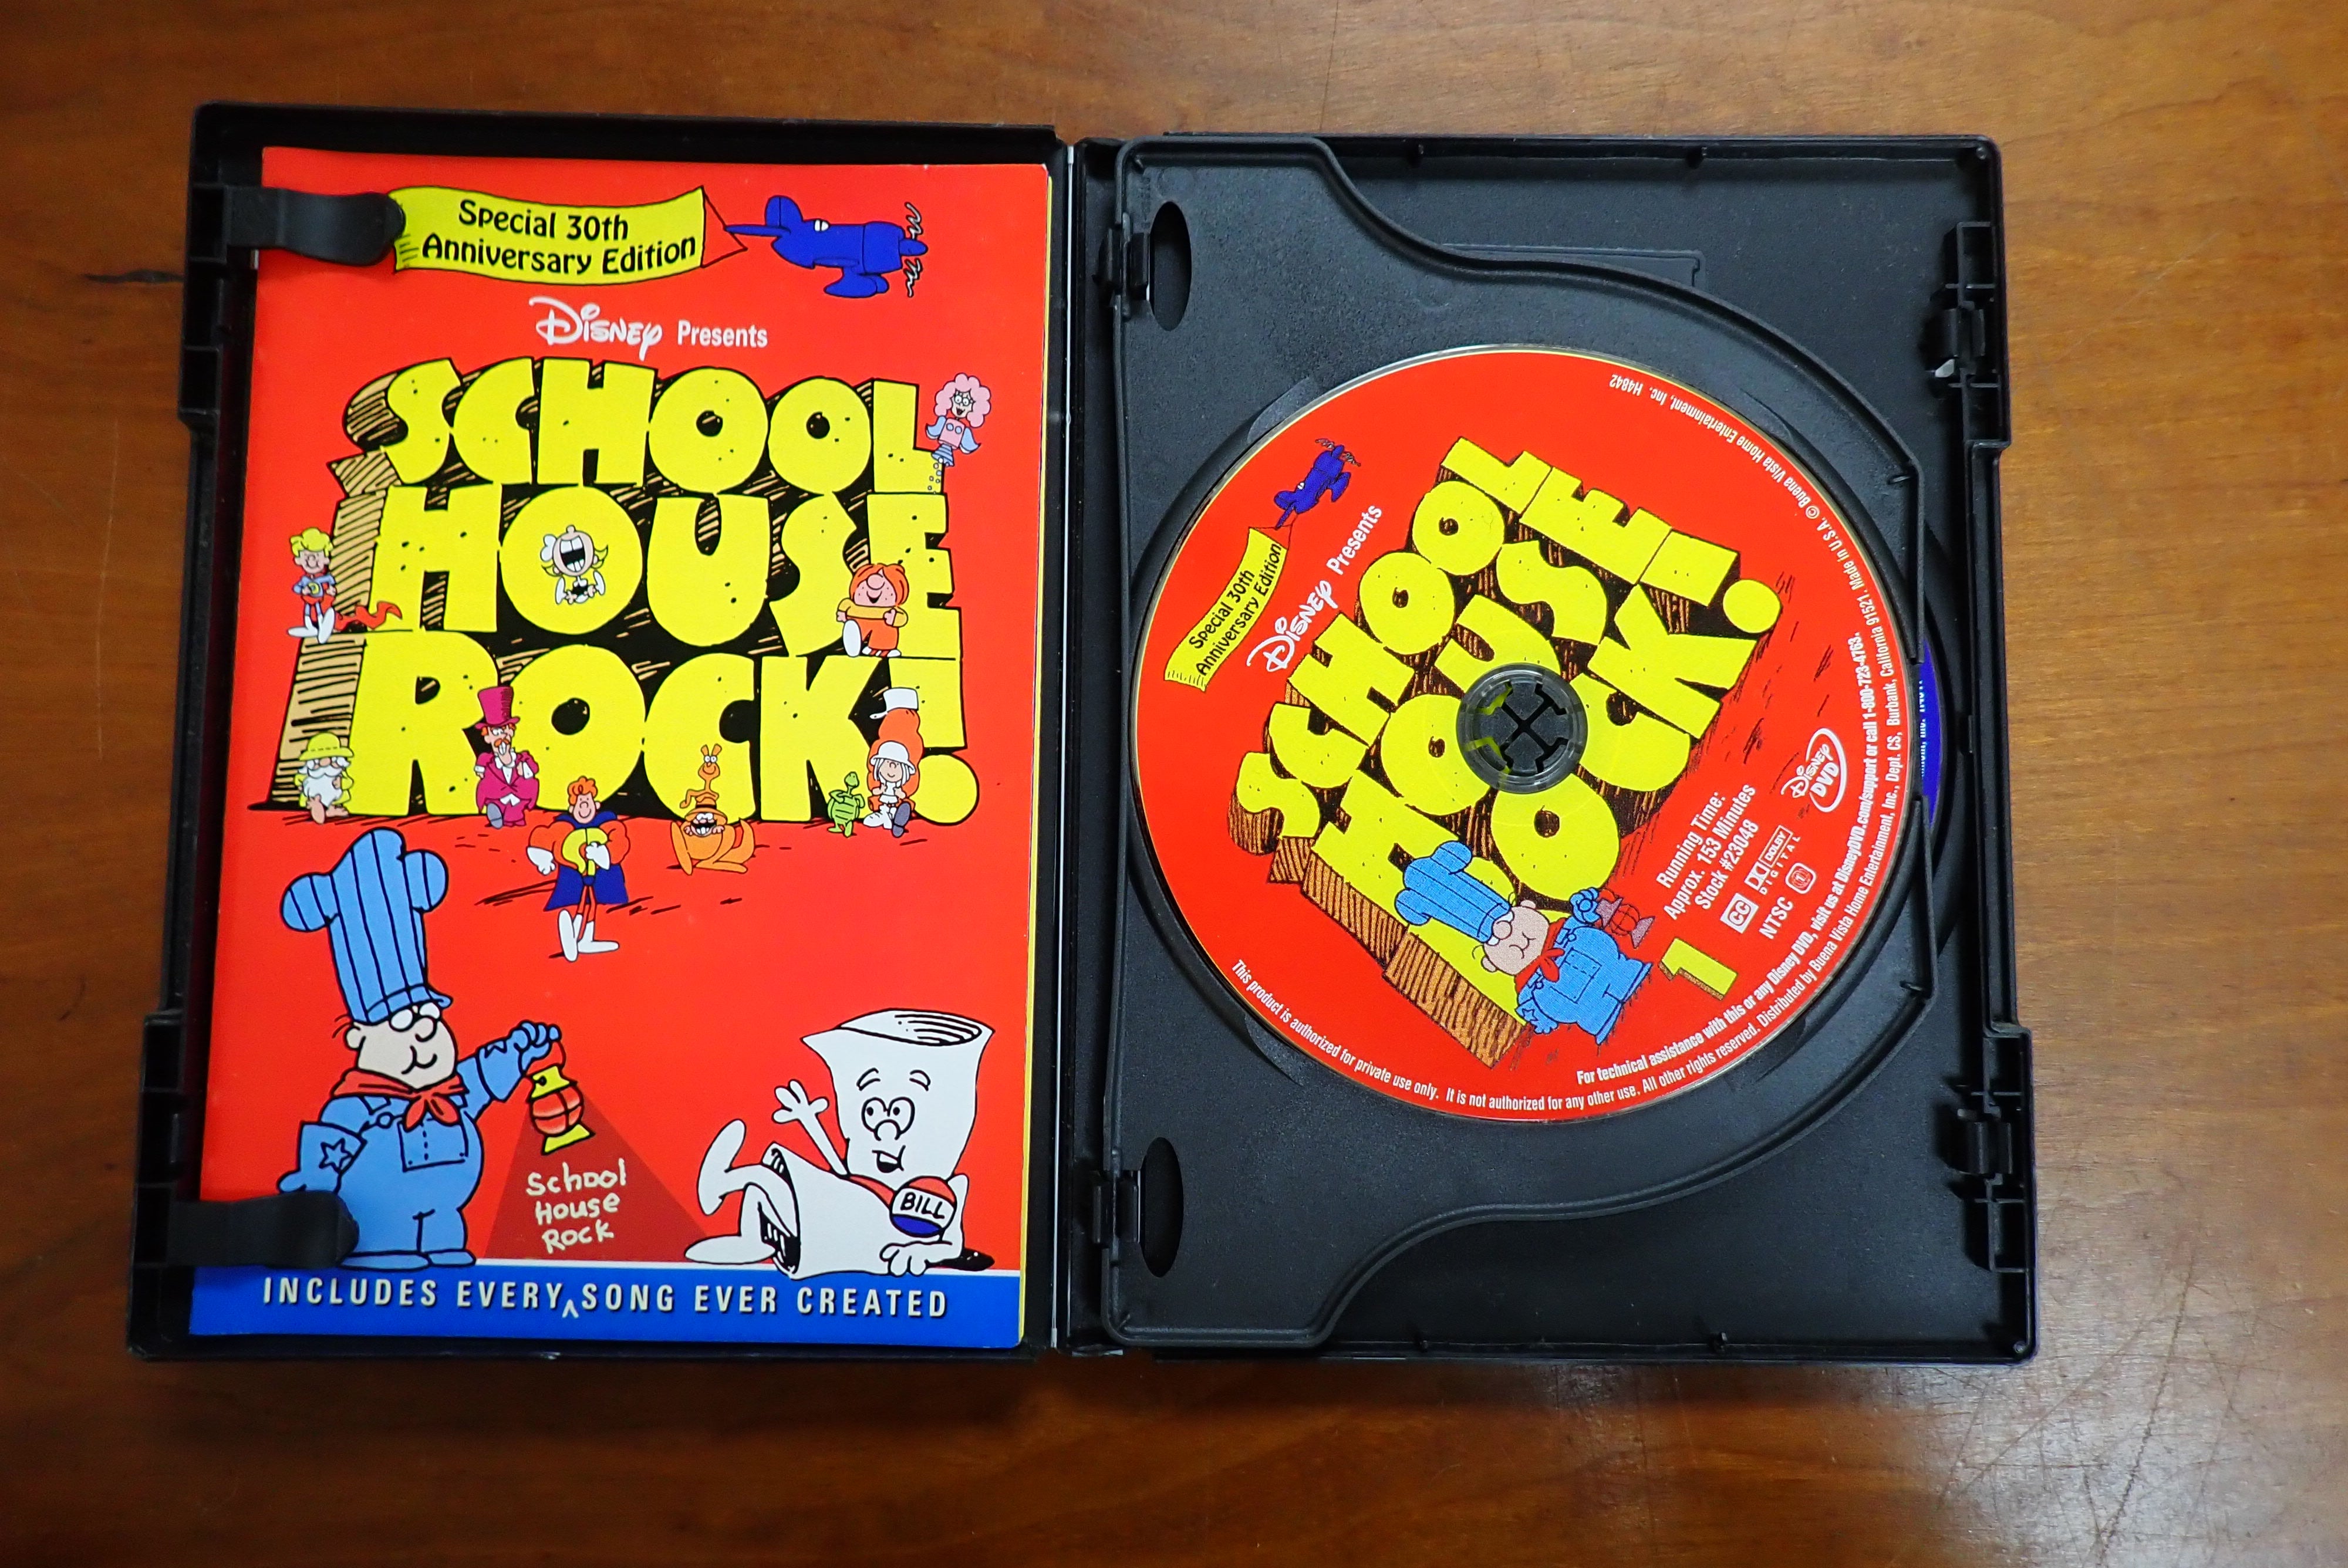 Special 30th
Anniversary Edition
Disney Presents
SCHOOL
HOUSE
ROCK!
School
House
Rock
BILL
INCLUDES EVERY^SONG EVER CREATED
Special 30th
Anniversary Edition
Disney Presents
SCHOOL
HOUSE
ROCK!
1
Running Time:
Approx. 153 Minutes
Stock #23048
CC
DOLBY
DIGITAL
NTSC
Disney
DVD
For technical assistance with this or any Disney DVD, visit us at DisneyDVD.com/support or call 1-800-723-4763.
This product is authorized for private use only. It is not authorized for any other use. All other rights reserved. Distributed by Buena Vista Home Entertainment, Inc., Dept. CS, Burbank, California 91521. Made in U.S.A. © Buena Vista Home Entertainment, Inc. H4842